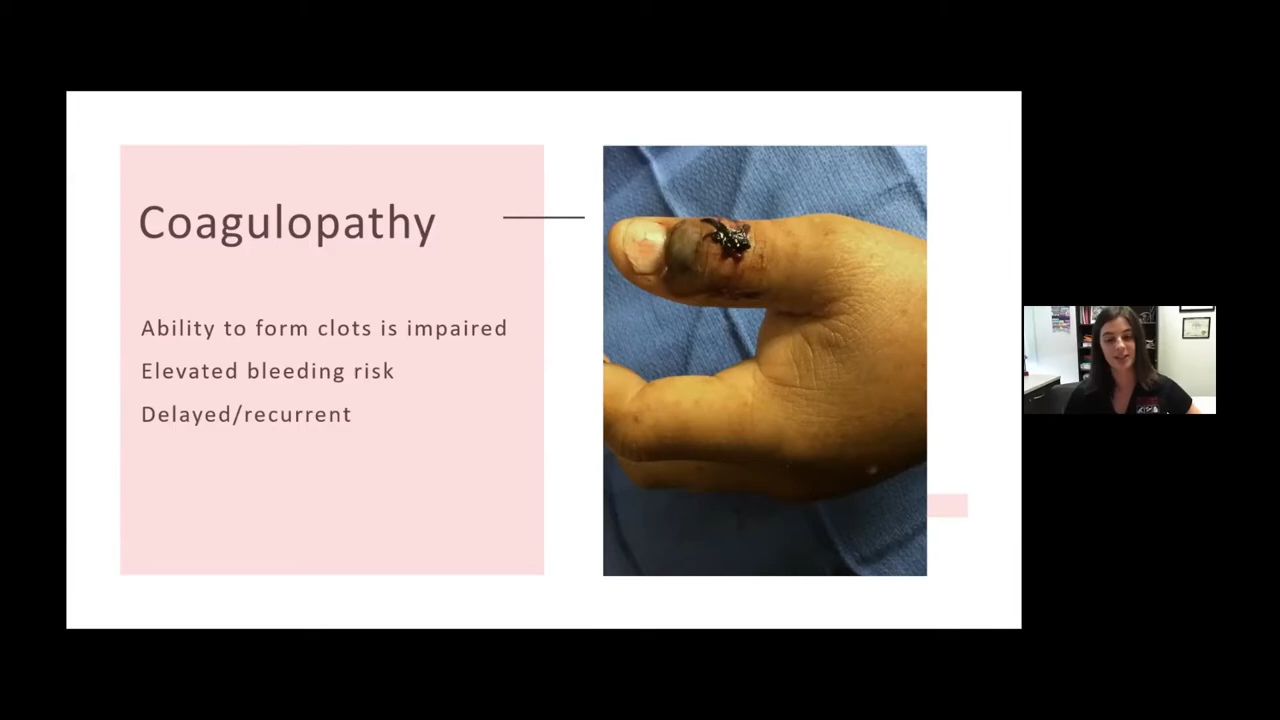 Coagulopathy
Ability to form clots is impaired
Elevated bleeding risk
Delayed/recurrent